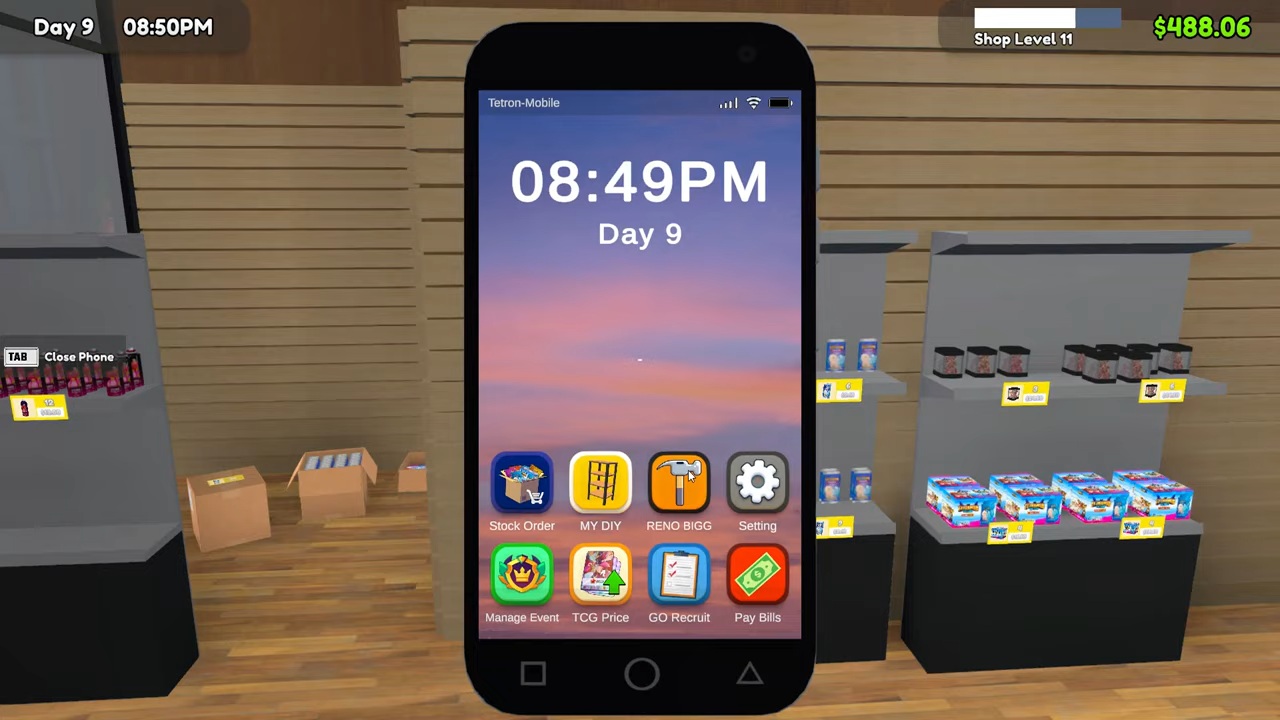 Day 9
08:50PM
Shop Level 11
$488.06
Tetron-Mobile
08:49PM
Day 9
TAB
Close Phone
12
Stock Order
MY DIY
RENO BIGG
Setting
Manage Event
TCG Price
GO Recruit
Pay Bills